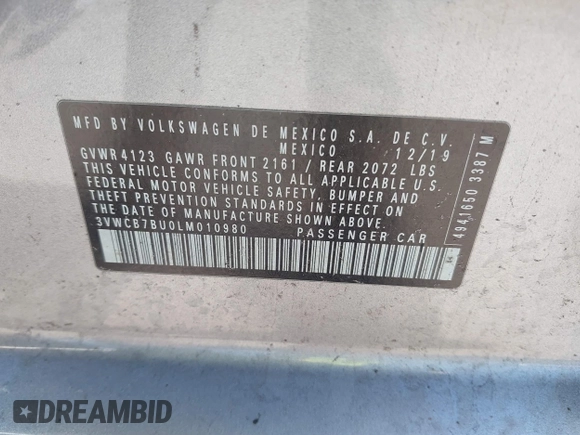 MFD BY VOLKSWAGEN DE MEXICO S.A. DE C.V.
MEXICO 12/19
GVWR 4123 GAWR FRONT 2161 / REAR 2072 LBS
THIS VEHICLE CONFORMS TO ALL APPLICABLE U.S.
FEDERAL MOTOR VEHICLE SAFETY, BUMPER AND
THEFT PREVENTION STANDARDS IN EFFECT ON
THE DATE OF MANUFACTURE SHOWN ABOVE.
3VWCB7BU0LM010980 PASSENGER CAR
4941650 3387 M
DREAMBID